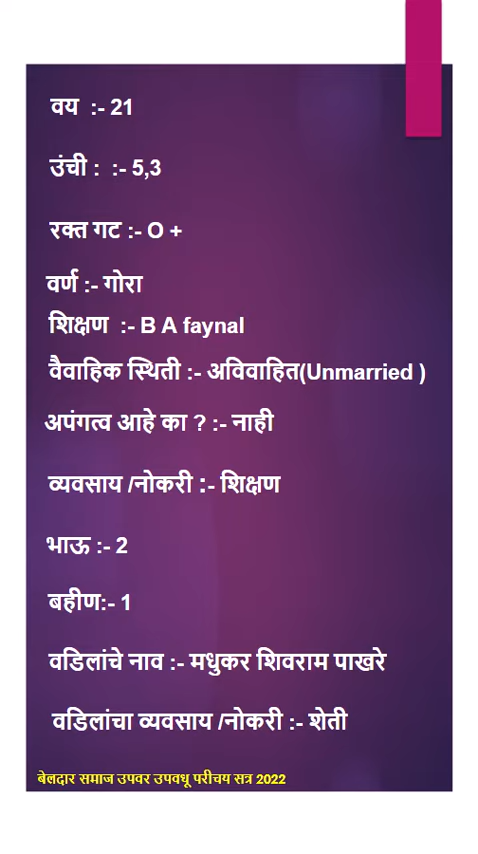 वय :- 21
उंची : :- 5,3
रक्त गट :- O +
वर्ण :- गोरा
शिक्षण :- B A faynal
वैवाहिक स्थिती :- अविवाहित(Unmarried )
अपंगत्व आहे का ? :- नाही
व्यवसाय /नोकरी :- शिक्षण
भाऊ :- 2
बहीण:- 1
वडिलांचे नाव :- मधुकर शिवराम पाखरे
वडिलांचा व्यवसाय /नोकरी :- शेती
बेलदार समाज उपवर उपवधू परीचय सत्र 2022